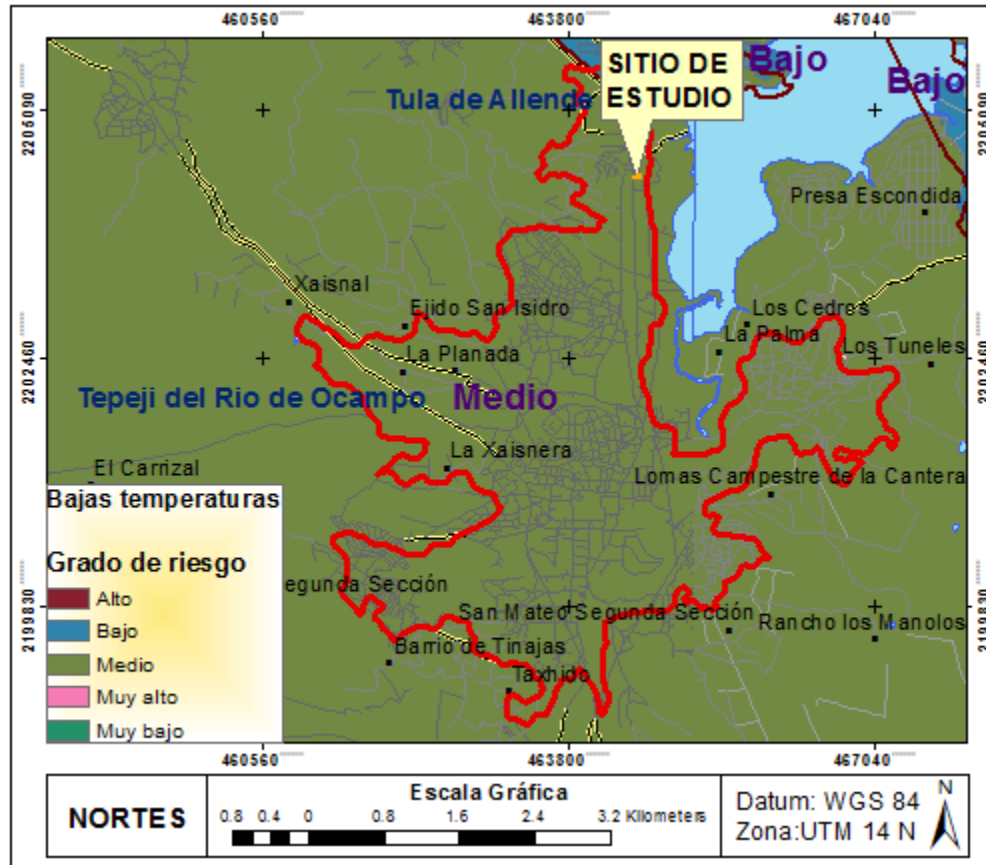 460560 463800 467040
SITIO DE
ESTUDIO
Bajo
Bajo
Tula de Allende
2206090 2206090
Presa Escondida
Xaisnal
Ejido San Isidro
Los Cedros
La Palma
Los Tuneles
La Planada
2202460 2202460
Tepeji del Rio de Ocampo
Medio
La Xaisnera
El Carrizal
Lomas Campestre de la Cantera
Bajas temperaturas
Grado de riesgo
Alto
Bajo
Medio
Muy alto
Muy bajo
egunda Sección
San Mateo Segunda Sección
2199830 2199830
Rancho los Manolos
Barrio de Tinajas
Taxhido
460560 463800 467040
NORTES
Escala Gráfica
0.8 0.4 0 0.8 1.6 2.4 3.2 Kilometers
Datum: WGS 84
Zona:UTM 14 N
N